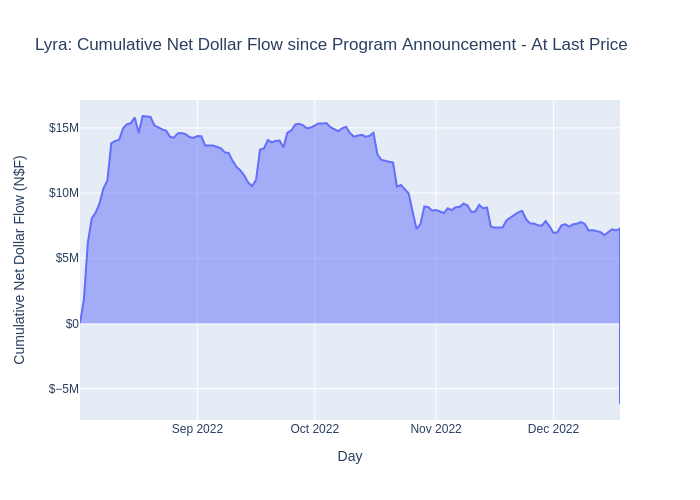 Lyra: Cumulative Net Dollar Flow since Program Announcement - At Last Price
Cumulative Net Dollar Flow (N$F)
$15M
$10M
$5M
$0
$−5M
Sep 2022
Oct 2022
Nov 2022
Dec 2022
Day